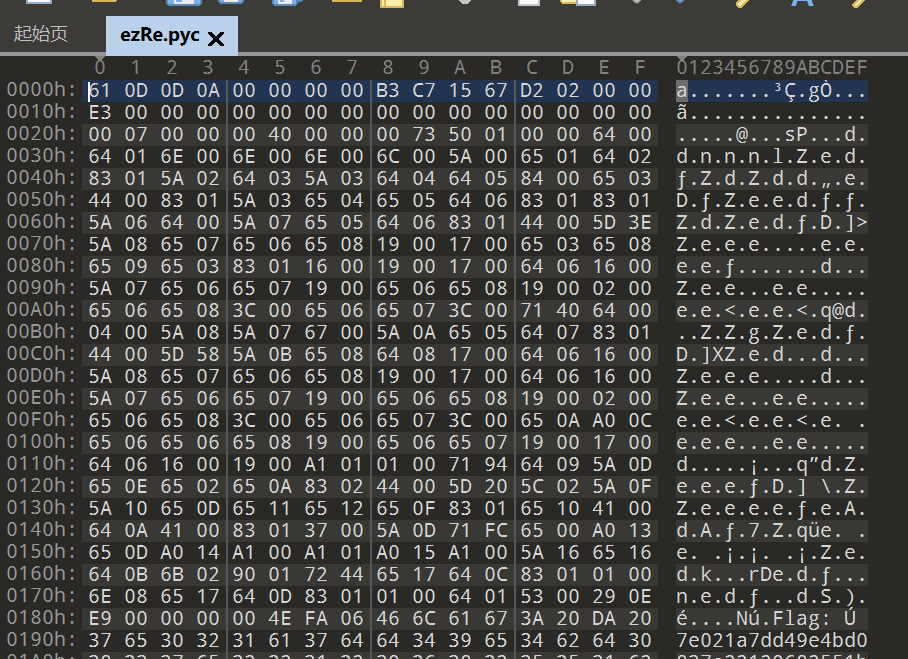 起始页 ezRe.pyc
0 1 2 3 4 5 6 7 8 9 A B C D E F 0123456789ABCDEF
0000h: 61 0D 0D 0A 00 00 00 00 B3 C7 15 67 D2 02 00 00 a.......³Ç.gÒ...
0010h: E3 00 00 00 00 00 00 00 00 00 00 00 00 00 00 00 ã...............
0020h: 00 07 00 00 00 40 00 00 00 73 50 01 00 00 64 00 .....@...sP...d.
0030h: 64 01 6E 00 6E 00 6E 00 6C 00 5A 00 65 01 64 02 d.n.n.n.l.Z.e.d.
0040h: 83 01 5A 02 64 03 5A 03 64 04 64 05 84 00 65 03 ƒ.Z.d.Z.d.d.„.e.
0050h: 44 00 83 01 5A 03 65 04 65 05 64 06 83 01 83 01 D.ƒ.Z.e.e.d.ƒ.ƒ.
0060h: 5A 06 64 00 5A 07 65 05 64 06 83 01 44 00 5D 3E Z.d.Z.e.d.ƒ.D.]>
0070h: 5A 08 65 07 65 06 65 08 19 00 17 00 65 03 65 08 Z.e.e.e.....e.e.
0080h: 65 09 65 03 83 01 16 00 19 00 17 00 64 06 16 00 e.e.ƒ.......d...
0090h: 5A 07 65 06 65 07 19 00 65 06 65 08 19 00 02 00 Z.e.e...e.e.....
00A0h: 65 06 65 08 3C 00 65 06 65 07 3C 00 71 40 64 00 e.e.<.e.e.<.q@d.
00B0h: 04 00 5A 08 5A 07 67 00 5A 0A 65 05 64 07 83 01 ..Z.Z.g.Z.e.d.ƒ.
00C0h: 44 00 5D 58 5A 0B 65 08 64 08 17 00 64 06 16 00 D.]XZ.e.d...d...
00D0h: 5A 08 65 07 65 06 65 08 19 00 17 00 64 06 16 00 Z.e.e.e.....d...
00E0h: 5A 07 65 06 65 07 19 00 65 06 65 08 19 00 02 00 Z.e.e...e.e.....
00F0h: 65 06 65 08 3C 00 65 06 65 07 3C 00 65 0A A0 0C e.e.<.e.e.<.e. .
0100h: 65 06 65 06 65 08 19 00 65 06 65 07 19 00 17 00 e.e.e...e.e.....
0110h: 64 06 16 00 19 00 A1 01 01 00 71 94 64 09 5A 0D d.....¡...q”d.Z.
0120h: 65 0E 65 02 65 0A 83 02 44 00 5D 20 5C 02 5A 0F e.e.e.ƒ.D.] \.Z.
0130h: 5A 10 65 0D 65 11 65 12 65 0F 83 01 65 10 41 00 Z.e.e.e.e.ƒ.e.A.
0140h: 64 0A 41 00 83 01 37 00 5A 0D 71 FC 65 00 A0 13 d.A.ƒ.7.Z.qüe. .
0150h: 65 0D A0 14 A1 00 A1 01 A0 15 A1 00 5A 16 65 16 e. .¡.¡. .¡.Z.e.
0160h: 64 0B 6B 02 90 01 72 44 65 17 64 0C 83 01 01 00 d.k...rDe.d.ƒ...
0170h: 6E 08 65 17 64 0D 83 01 01 00 64 01 53 00 29 0E n.e.d.ƒ...d.S.).
0180h: E9 00 00 00 00 4E FA 06 46 6C 61 67 3A 20 DA 20 é....Nú.Flag: Ú
0190h: 37 65 30 32 31 61 37 64 64 34 39 65 34 62 64 30 7e021a7dd49e4bd0